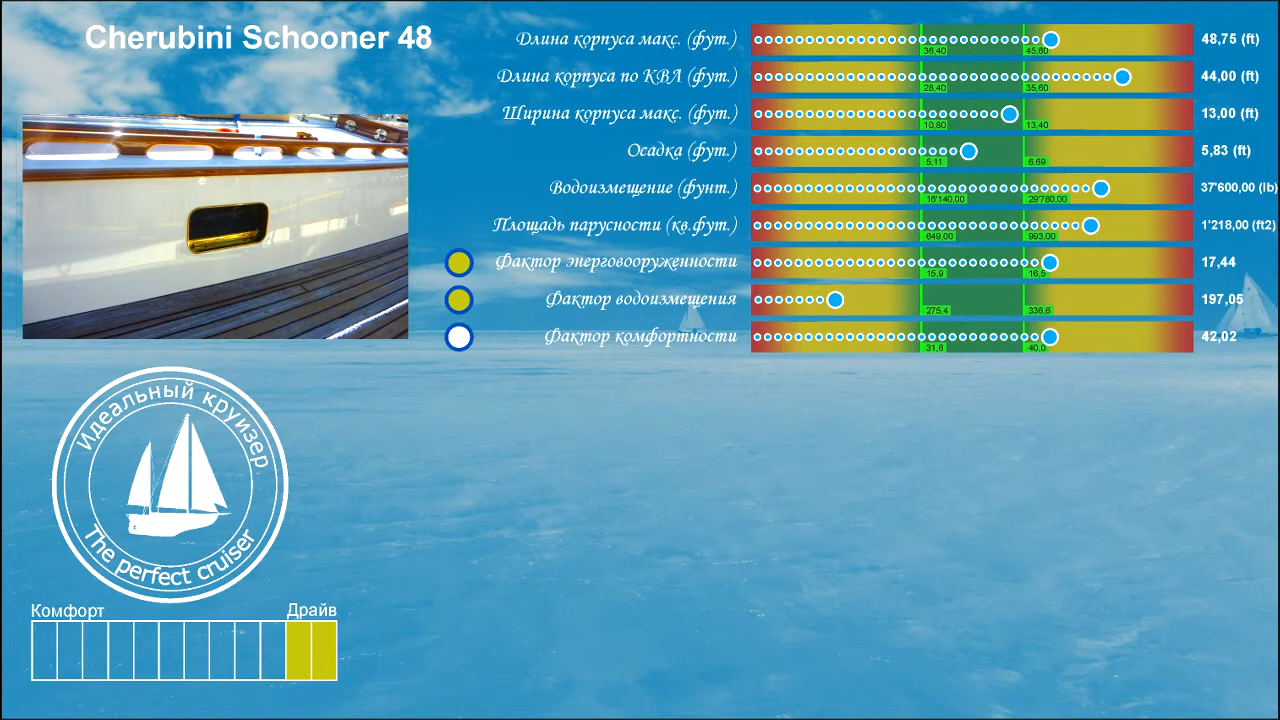 Cherubini Schooner 48
Длина корпуса макс. (фут.)
36,40
45,60
48,75 (ft)
Длина корпуса по КВЛ (фут.)
28,40
35,60
44,00 (ft)
Ширина корпуса макс. (фут.)
10,80
13,40
13,00 (ft)
Осадка (фут.)
5,11
6,69
5,83 (ft)
Водоизмещение (фунт.)
16'140,00
29'780,00
37'600,00 (lb)
Площадь парусности (кв.фут.)
649,00
993,00
1'218,00 (ft2)
Фактор энерговооруженности
15,9
16,5
17,44
Фактор водоизмещения
275,4
336,6
197,05
Фактор комфортности
31,6
40,0
42,02
Идеальный круизер
The perfect cruiser
Комфорт
Драйв